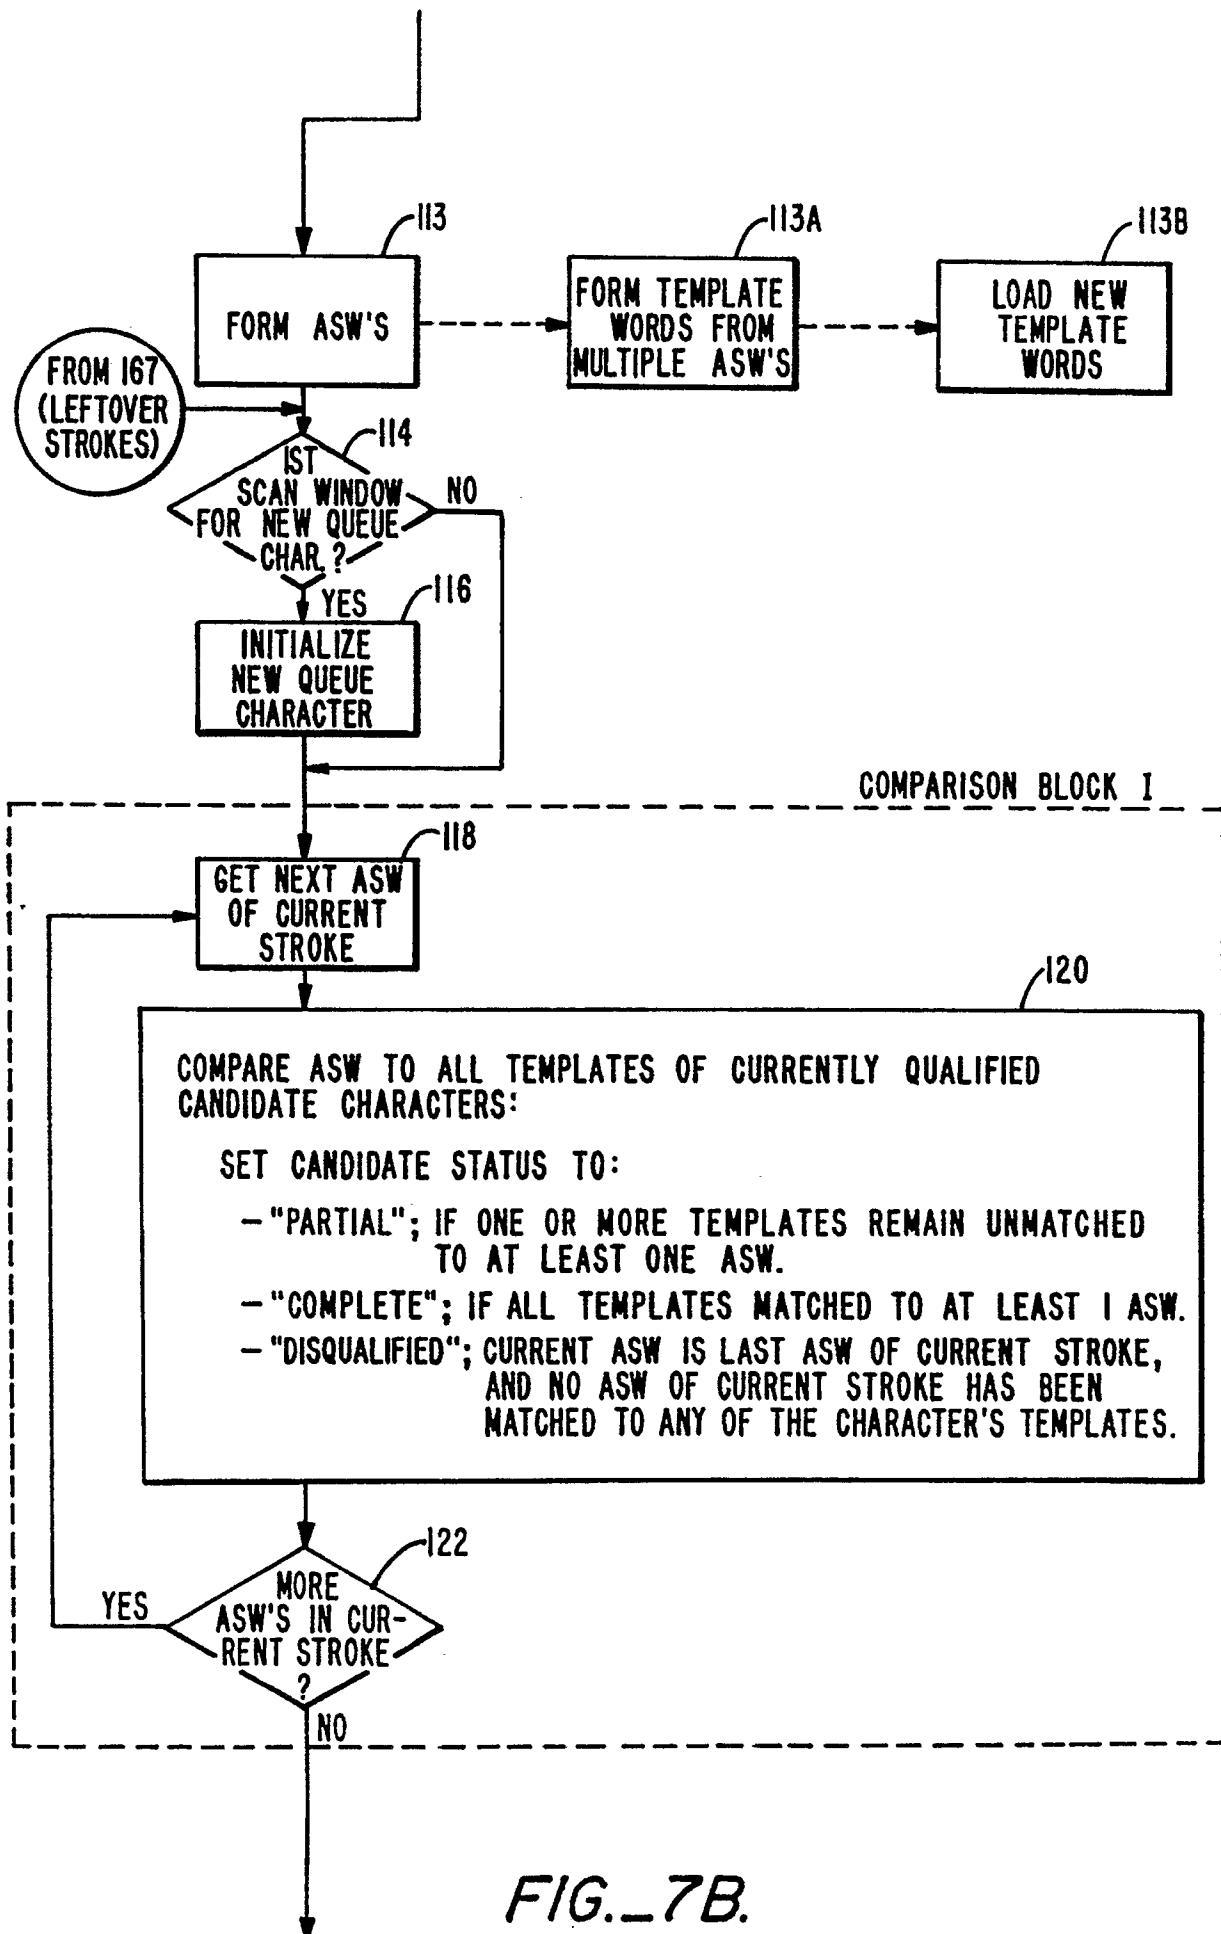 113
113A
113B
FORM ASW'S
FORM TEMPLATE
WORDS FROM
MULTIPLE ASW'S
LOAD NEW
TEMPLATE
WORDS
FROM 167
(LEFTOVER
STROKES)
114
1ST
SCAN WINDOW
FOR NEW QUEUE
CHAR.?
NO
YES
116
INITIALIZE
NEW QUEUE
CHARACTER
COMPARISON BLOCK I
118
GET NEXT ASW
OF CURRENT
STROKE
120
COMPARE ASW TO ALL TEMPLATES OF CURRENTLY QUALIFIED
CANDIDATE CHARACTERS:
SET CANDIDATE STATUS TO:
– "PARTIAL"; IF ONE OR MORE TEMPLATES REMAIN UNMATCHED
TO AT LEAST ONE ASW.
– "COMPLETE"; IF ALL TEMPLATES MATCHED TO AT LEAST 1 ASW.
– "DISQUALIFIED"; CURRENT ASW IS LAST ASW OF CURRENT STROKE,
AND NO ASW OF CURRENT STROKE HAS BEEN
MATCHED TO ANY OF THE CHARACTER'S TEMPLATES.
122
YES
MORE
ASW'S IN CUR-
RENT STROKE
?
NO
FIG._7B.